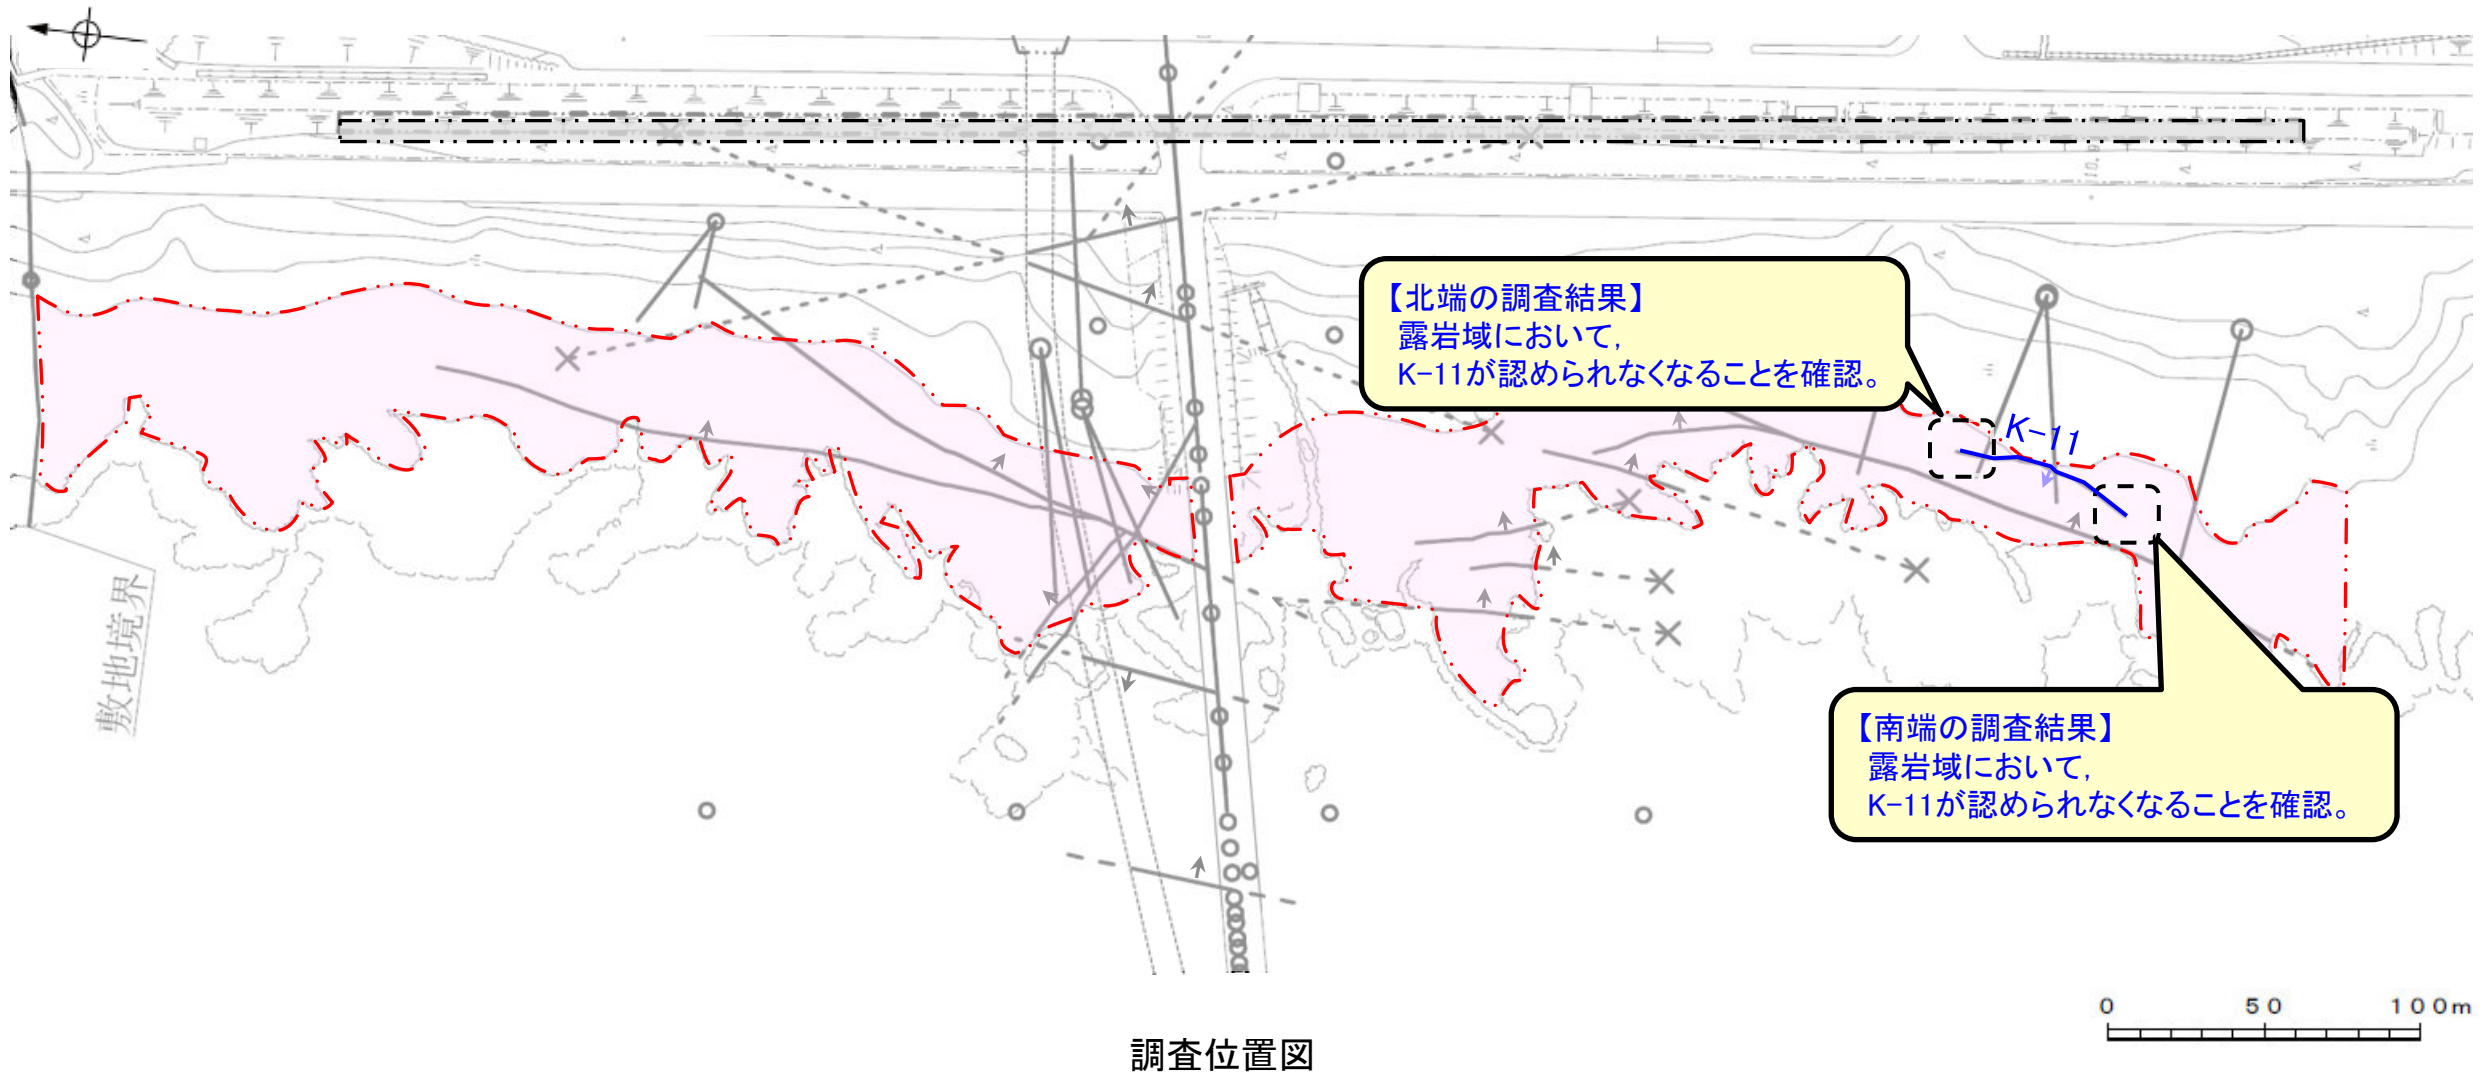 【北端の調査結果】
露岩域において,
K-11が認められなくなることを確認。
K-11
敷地境界
【南端の調査結果】
露岩域において,
K-11が認められなくなることを確認。
0 50 100m
調査位置図